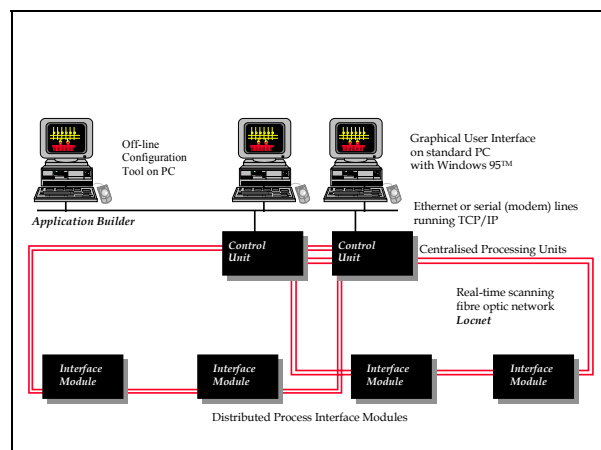 Off-line
Configuration
Tool on PC
Graphical User Interface
on standard PC
with Windows 95™
Application Builder
Ethernet or serial (modem) lines
running TCP/IP
Control
Unit
Control
Unit
Centralised Processing Units
Real-time scanning
fibre optic network
Locnet
Interface
Module
Interface
Module
Interface
Module
Interface
Module
Distributed Process Interface Modules